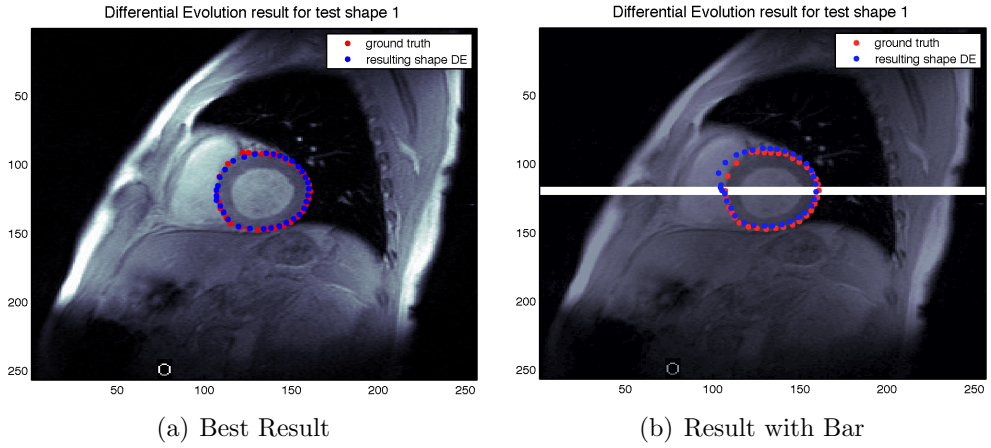 Differential Evolution result for test shape 1
ground truth
resulting shape DE
50
100
150
200
250
50 100 150 200 250
(a) Best Result
Differential Evolution result for test shape 1
ground truth
resulting shape DE
50
100
150
200
250
50 100 150 200 250
(b) Result with Bar